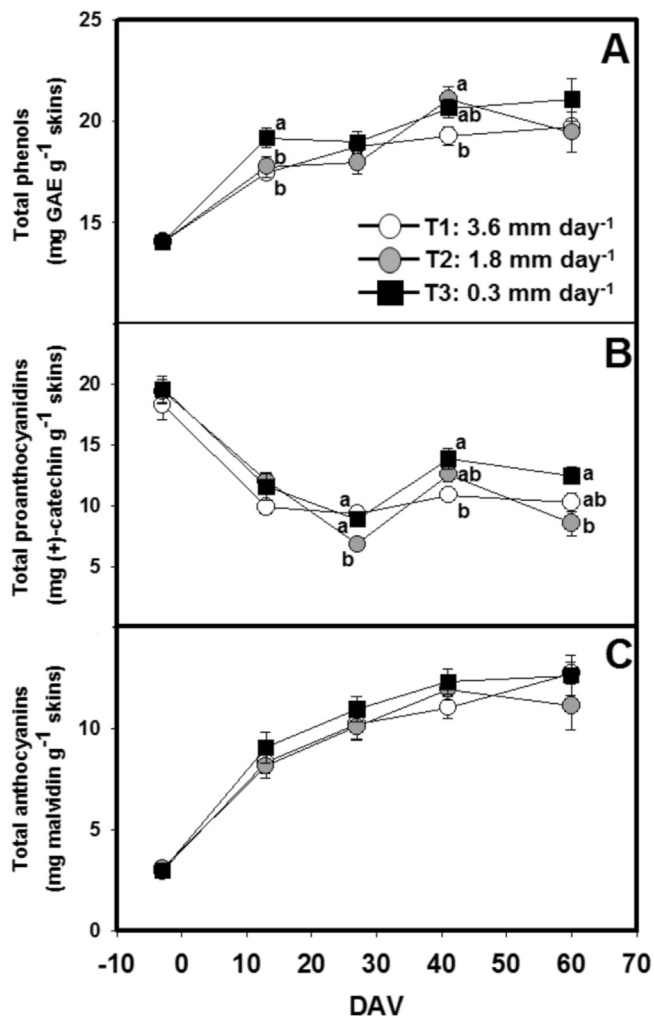 25
A
20
15
Total phenols
(mg GAE g⁻¹ skins)
a
b
b
a
ab
b
T1: 3.6 mm day⁻¹
T2: 1.8 mm day⁻¹
T3: 0.3 mm day⁻¹
B
20
15
10
5
Total proanthocyanidins
(mg (+)-catechin g⁻¹ skins)
a
a
b
a
ab
b
a
ab
b
C
10
5
0
Total anthocyanins
(mg malvidin g⁻¹ skins)
-10 0 10 20 30 40 50 60 70
DAV